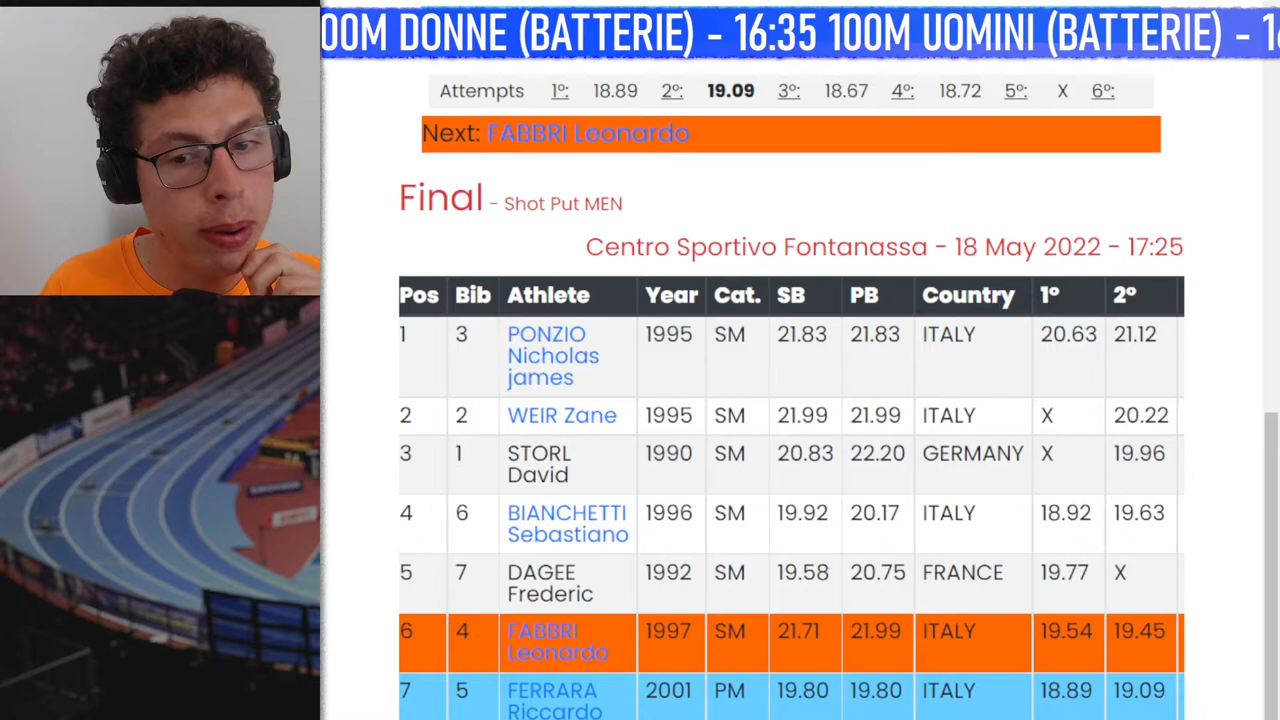 00M DONNE (BATTERIE) - 16:35 100M UOMINI (BATTERIE) - 1
Attempts 1º: 18.89 2º: 19.09 3º: 18.67 4º: 18.72 5º: X 6º:
Next: FABBRI Leonardo
Final - Shot Put MEN
Centro Sportivo Fontanassa - 18 May 2022 - 17:25
Pos Bib Athlete Year Cat. SB PB Country 1º 2º
1 3 PONZIO 1995 SM 21.83 21.83 ITALY 20.63 21.12
Nicholas
james
2 2 WEIR Zane 1995 SM 21.99 21.99 ITALY X 20.22
3 1 STORL 1990 SM 20.83 22.20 GERMANY X 19.96
David
4 6 BIANCHETTI 1996 SM 19.92 20.17 ITALY 18.92 19.63
Sebastiano
5 7 DAGEE 1992 SM 19.58 20.75 FRANCE 19.77 X
Frederic
6 4 FABBRI 1997 SM 21.71 21.99 ITALY 19.54 19.45
Leonardo
7 5 FERRARA 2001 PM 19.80 19.80 ITALY 18.89 19.09
Riccardo